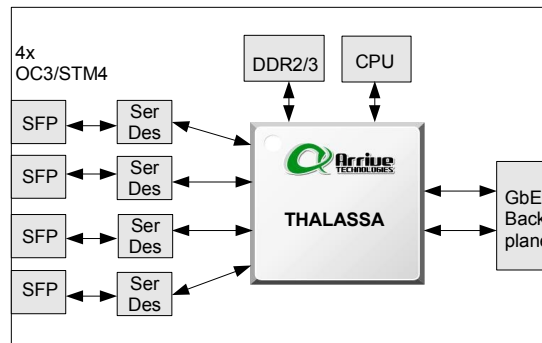 4x
OC3/STM4
DDR2/3
CPU
SFP
Ser
Des
SFP
Ser
Des
SFP
Ser
Des
SFP
Ser
Des
Arrive
TECHNOLOGIES
THALASSA
GbE
Back
plane